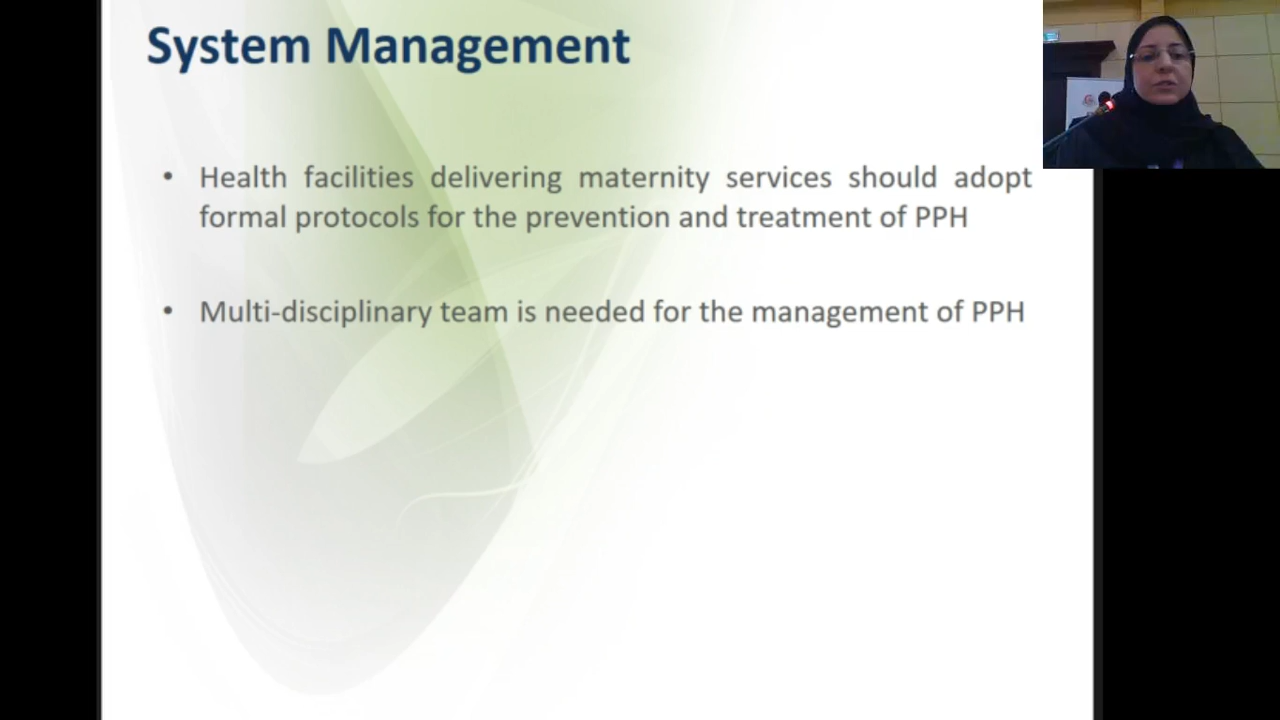 System Management
• Health facilities delivering maternity services should adopt
formal protocols for the prevention and treatment of PPH
• Multi-disciplinary team is needed for the management of PPH